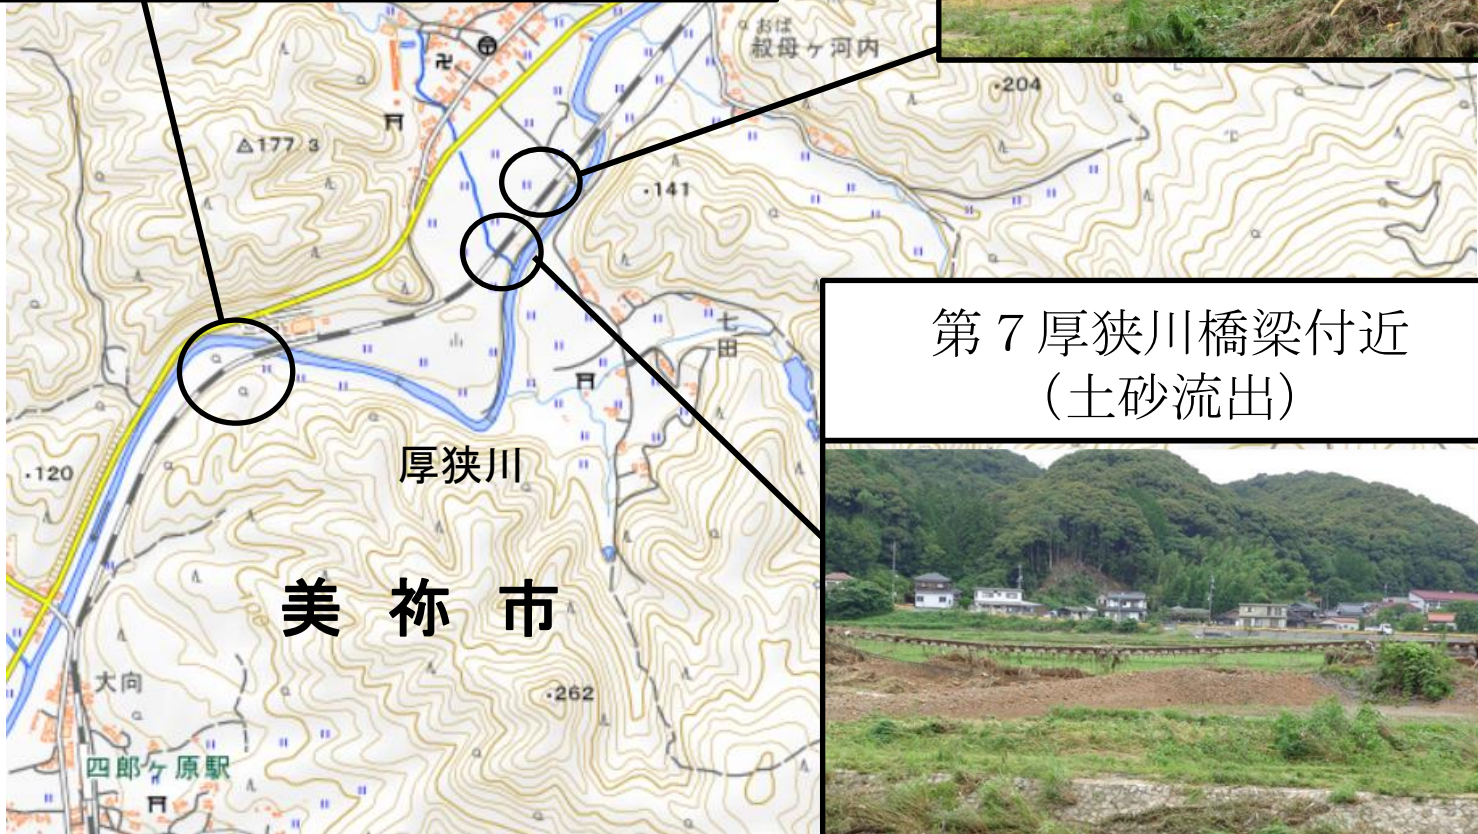 おば
叔母ヶ河内
・204
177.3
・141
第７厚狭川橋梁付近
（土砂流出）
七田
・120
厚狭川
美祢市
大向
・262
四郎ヶ原駅